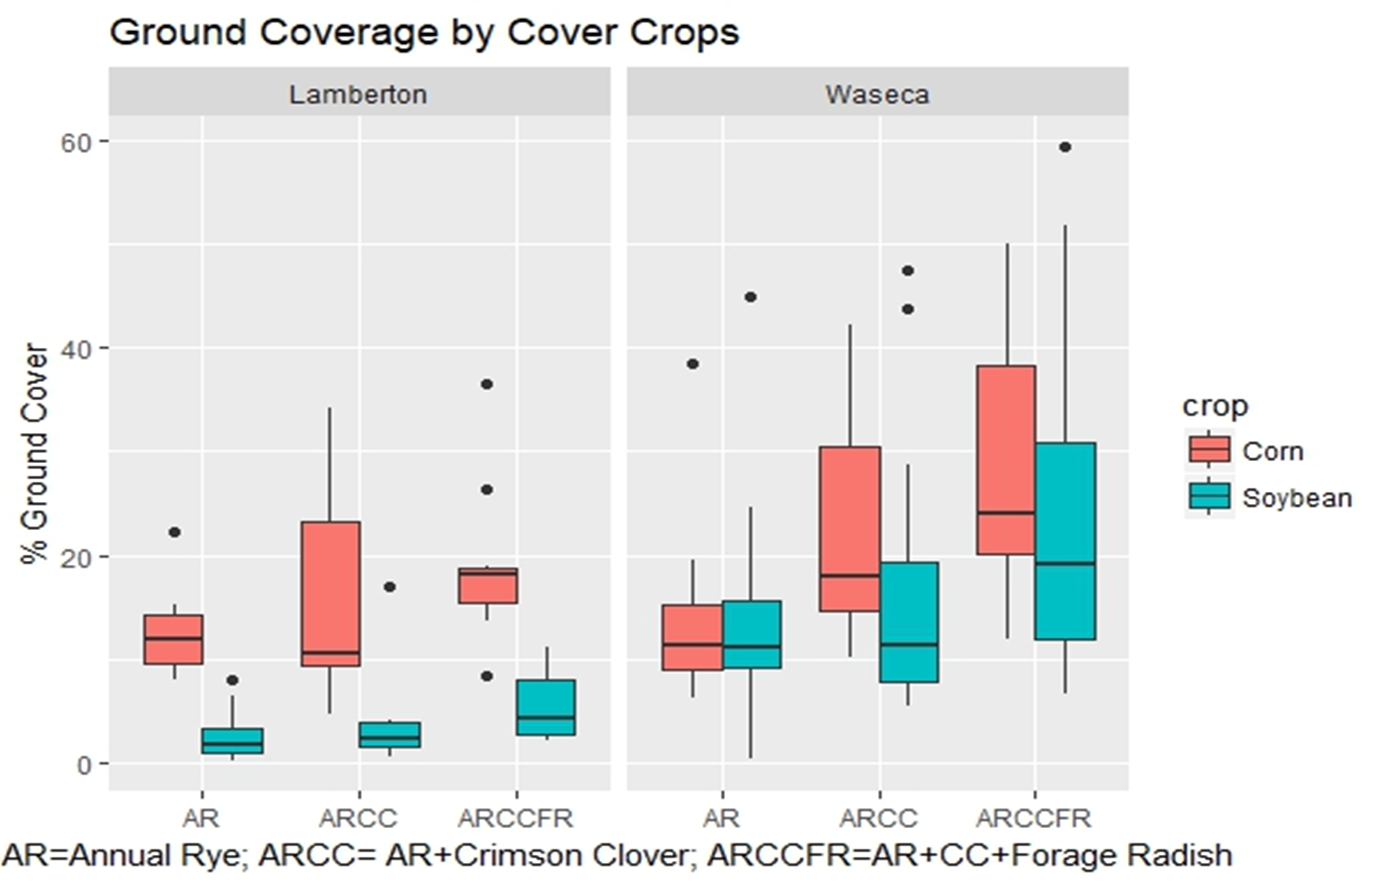 Ground Coverage by Cover Crops
Lamberton
Waseca
% Ground Cover
60
40
20
0
AR
ARCC
ARCCFR
AR
ARCC
ARCCFR
crop
Corn
Soybean
AR=Annual Rye; ARCC= AR+Crimson Clover; ARCCFR=AR+CC+Forage Radish